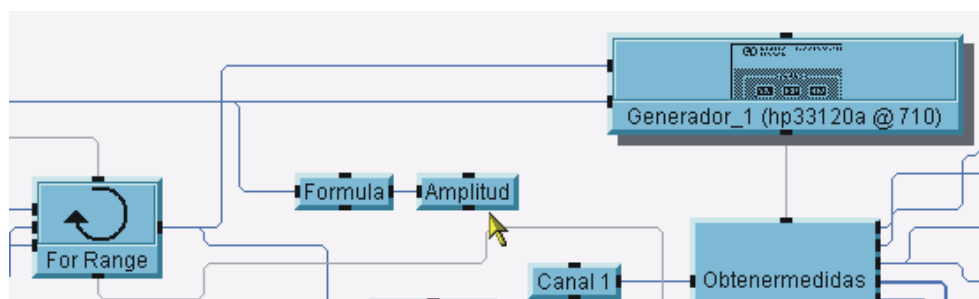 Generador_1 (hp33120a @ 710)
Formula
Amplitud
For Range
Canal 1
Obtenermedidas